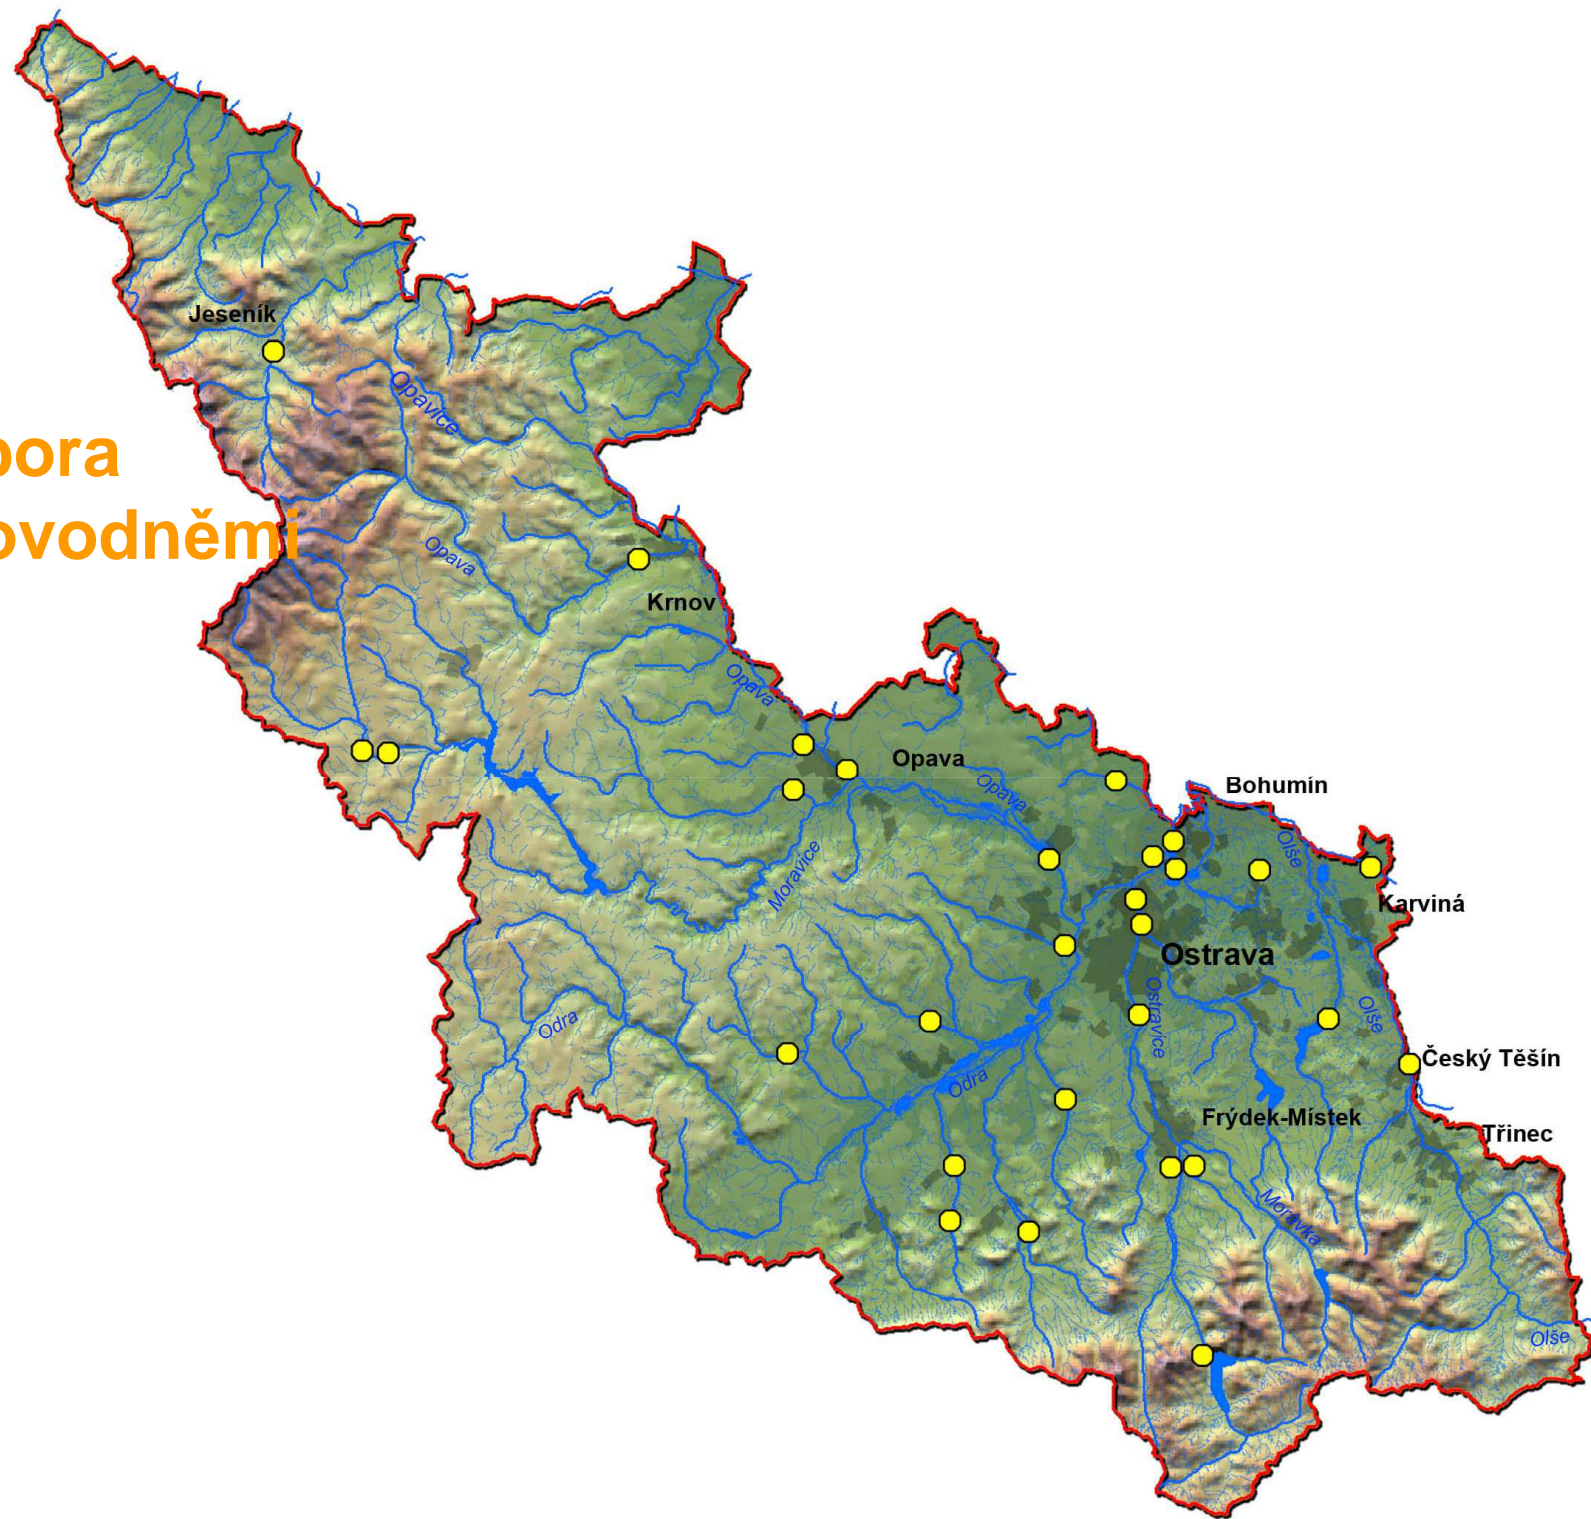 Jeseník
Opavice
pora
ovodněmi
Opava
Krnov
Opava
Opava
Opava
Bohumín
Olše
Moravice
Karviná
Ostrava
Ostravice
Olše
Odra
Český Těšín
Odra
Frýdek-Místek
Třinec
Morávka
Olše